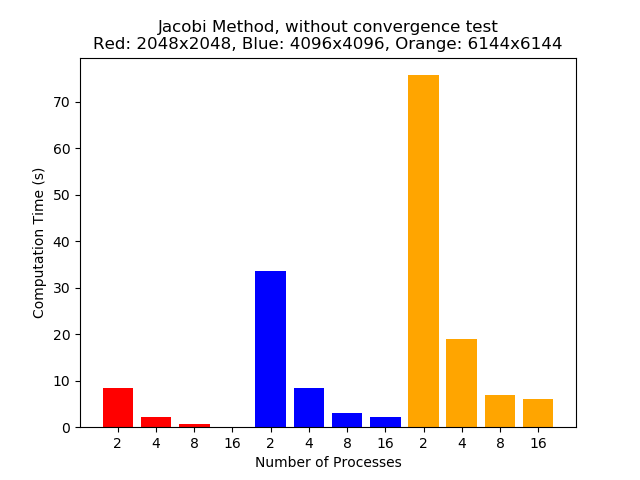 Jacobi Method, without convergence test
Red: 2048x2048, Blue: 4096x4096, Orange: 6144x6144
70
60
50
40
30
20
10
0
Computation Time (s)
2 4 8 16 2 4 8 16 2 4 8 16
Number of Processes